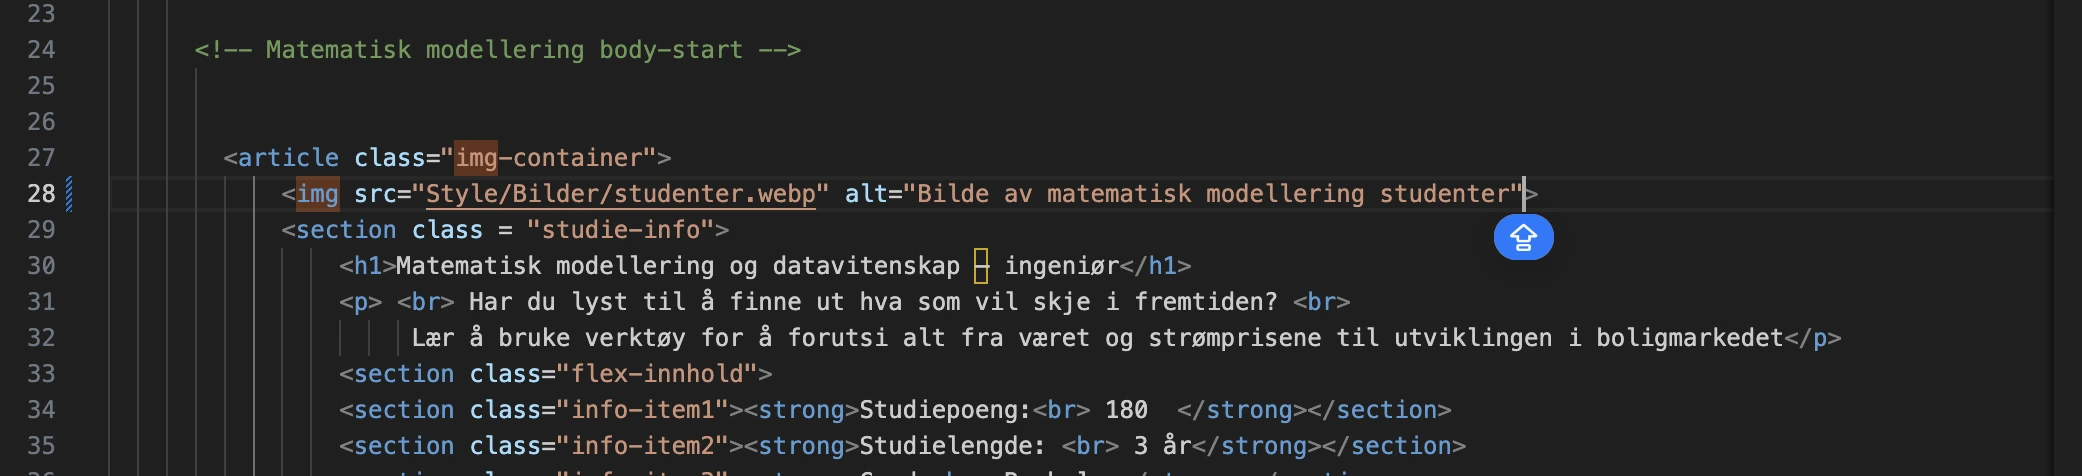 23
24 <!-- Matematisk modellering body-start -->
25
26
27 <article class="img-container">
28 <img src="Style/Bilder/studenter.webp" alt="Bilde av matematisk modellering studenter">
29 <section class = "studie-info">
30 <h1>Matematisk modellering og datavitenskap – ingeniør</h1>
31 <p> <br> Har du lyst til å finne ut hva som vil skje i fremtiden? <br>
32 Lær å bruke verktøy for å forutsi alt fra været og strømprisene til utviklingen i boligmarkedet</p>
33 <section class="flex-innhold">
34 <section class="info-item1"><strong>Studiepoeng:<br> 180  </strong></section>
35 <section class="info-item2"><strong>Studielengde: <br> 3 år</strong></section>